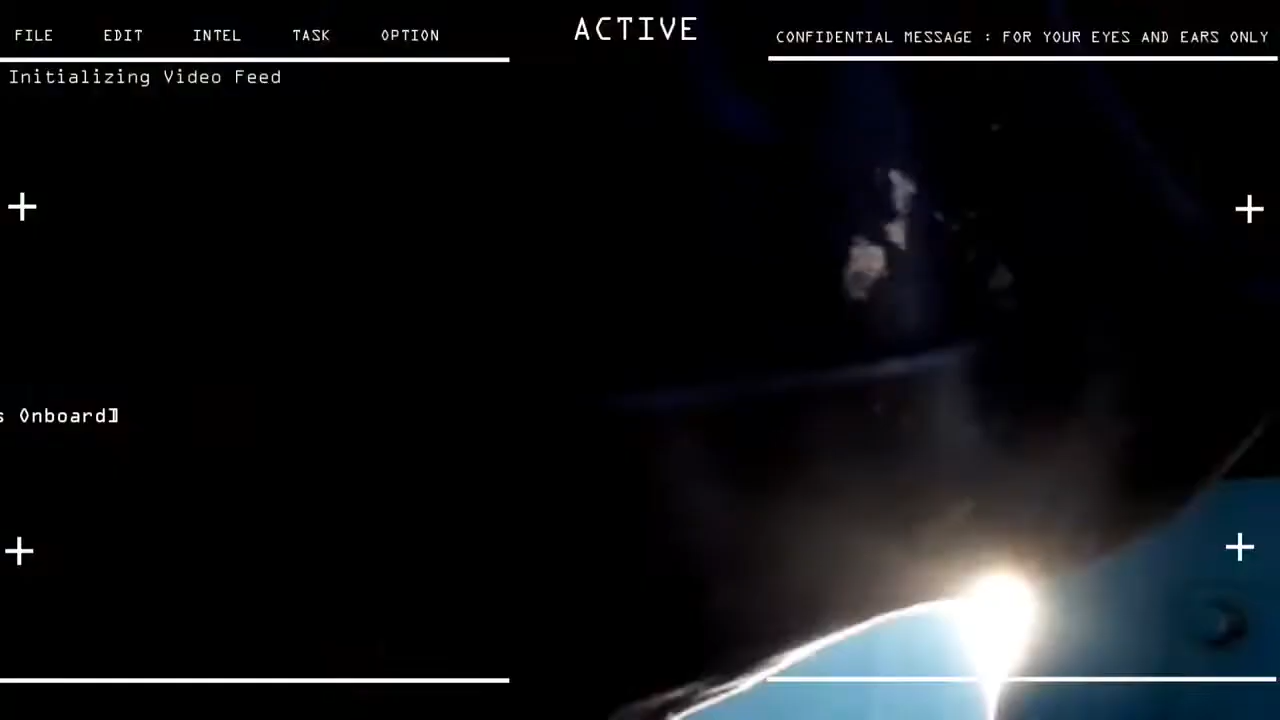 FILE EDIT INTEL TASK OPTION
ACTIVE
CONFIDENTIAL MESSAGE : FOR YOUR EYES AND EARS ONLY
Initializing Video Feed
s Onboard]